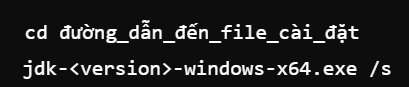 cd đường_dẫn_đến_file_cài_đặt
jdk-<version>-windows-x64.exe /s